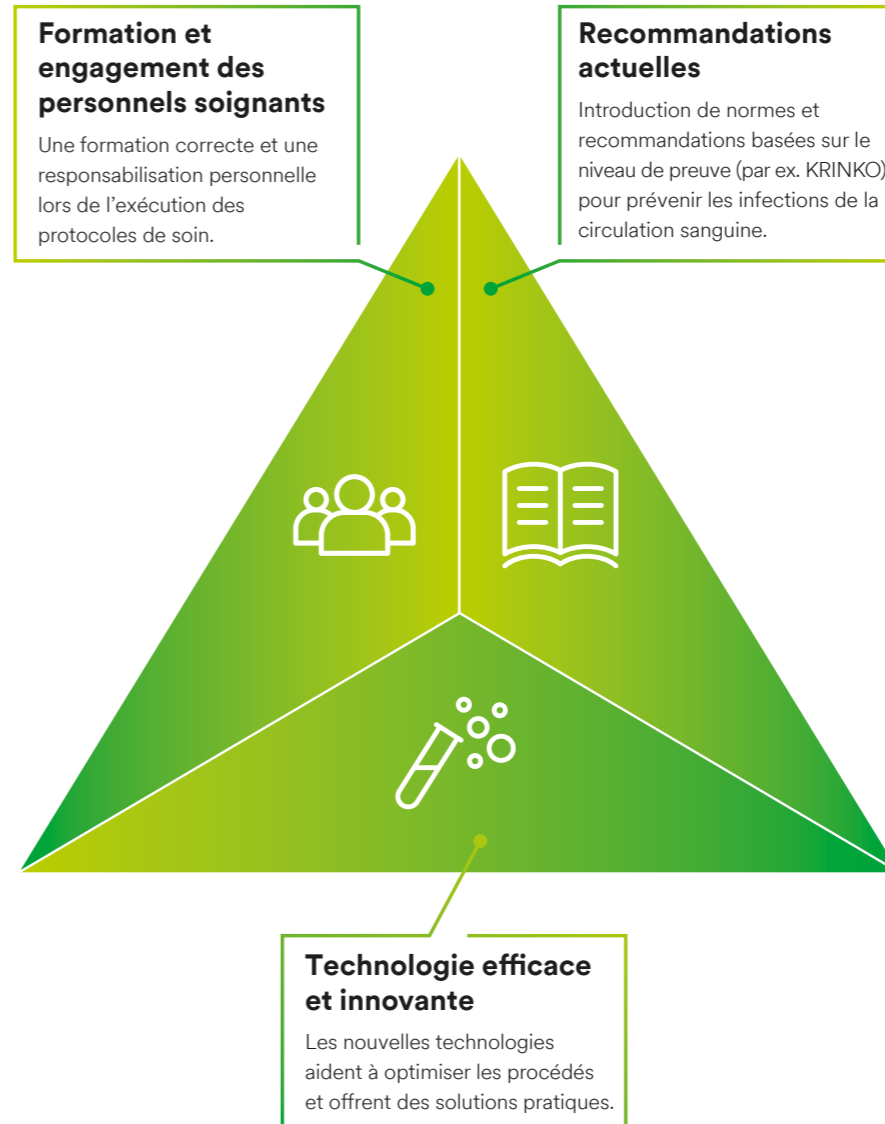 Formation et
engagement des
personnels soignants
Une formation correcte et une
responsabilisation personnelle
lors de l'exécution des
protocoles de soin.
Recommandations
actuelles
Introduction de normes et
recommandations basées sur le
niveau de preuve (par ex. KRINKO)
pour prévenir les infections de la
circulation sanguine.
Technologie efficace
et innovante
Les nouvelles technologies
aident à optimiser les procédés
et offrent des solutions pratiques.